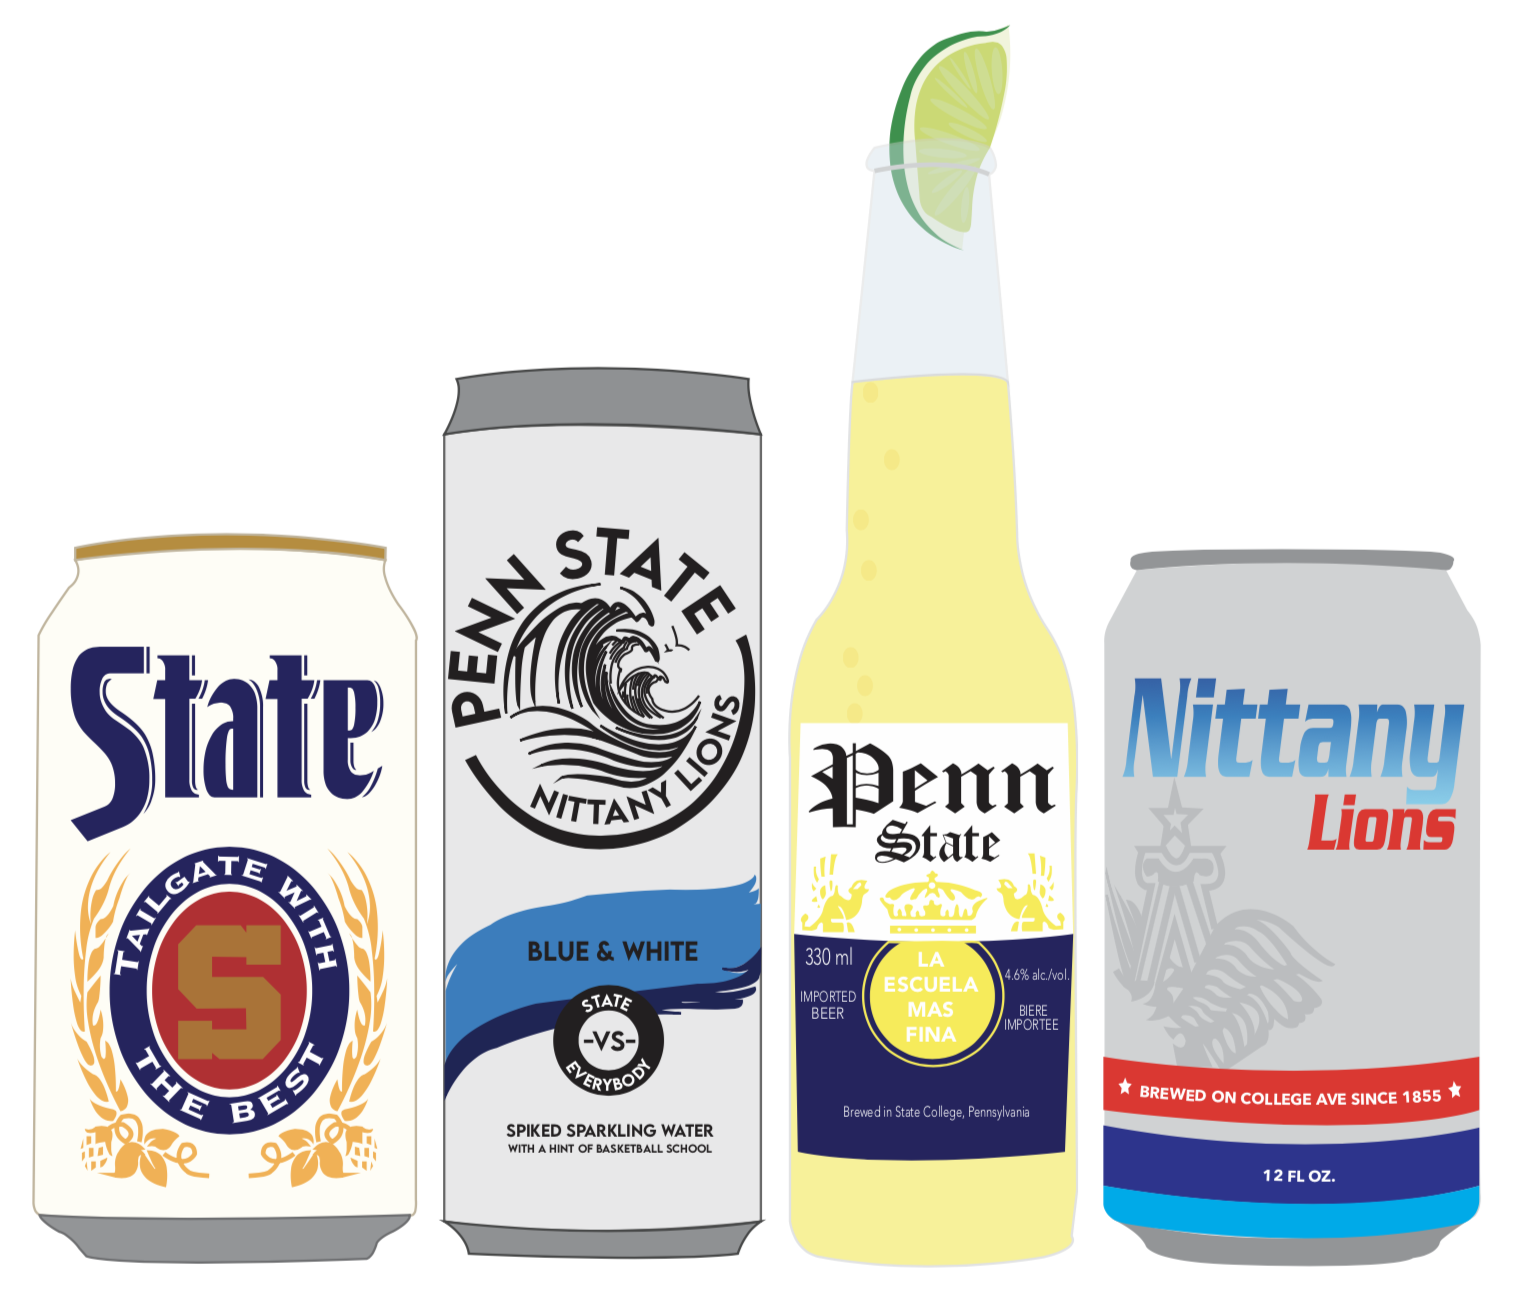 State
TAILGATE WITH
S
THE BEST
PENN STATE
NITTANY LIONS
BLUE & WHITE
STATE
-VS-
EVERYBODY
SPIKED SPARKLING WATER
WITH A HINT OF BASKETBALL SCHOOL
Penn
State
330 ml
IMPORTED
BEER
LA
ESCUELA
MAS
FINA
4.6% alc./vol.
BIERE
IMPORTEE
Brewed in State College, Pennsylvania
Nittany
Lions
A
BREWED ON COLLEGE AVE SINCE 1855
12 FL OZ.